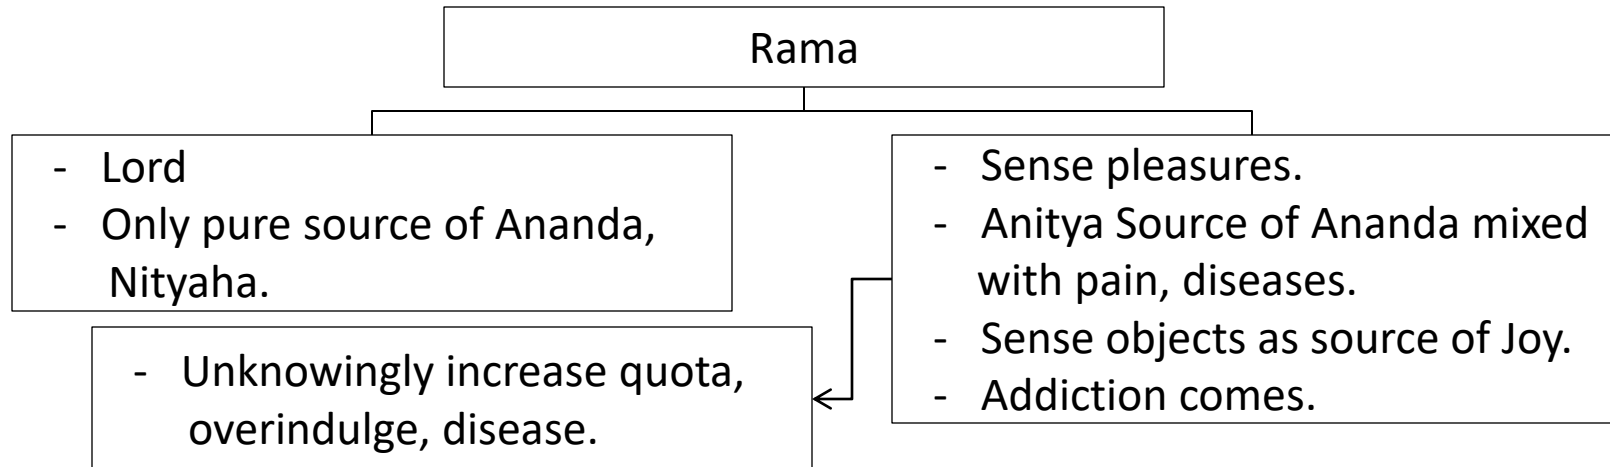 Rama
- Lord
- Only pure source of Ananda,
Nityaha.
- Sense pleasures.
- Anitya Source of Ananda mixed
with pain, diseases.
- Sense objects as source of Joy.
- Addiction comes.
- Unknowingly increase quota,
overindulge, disease.